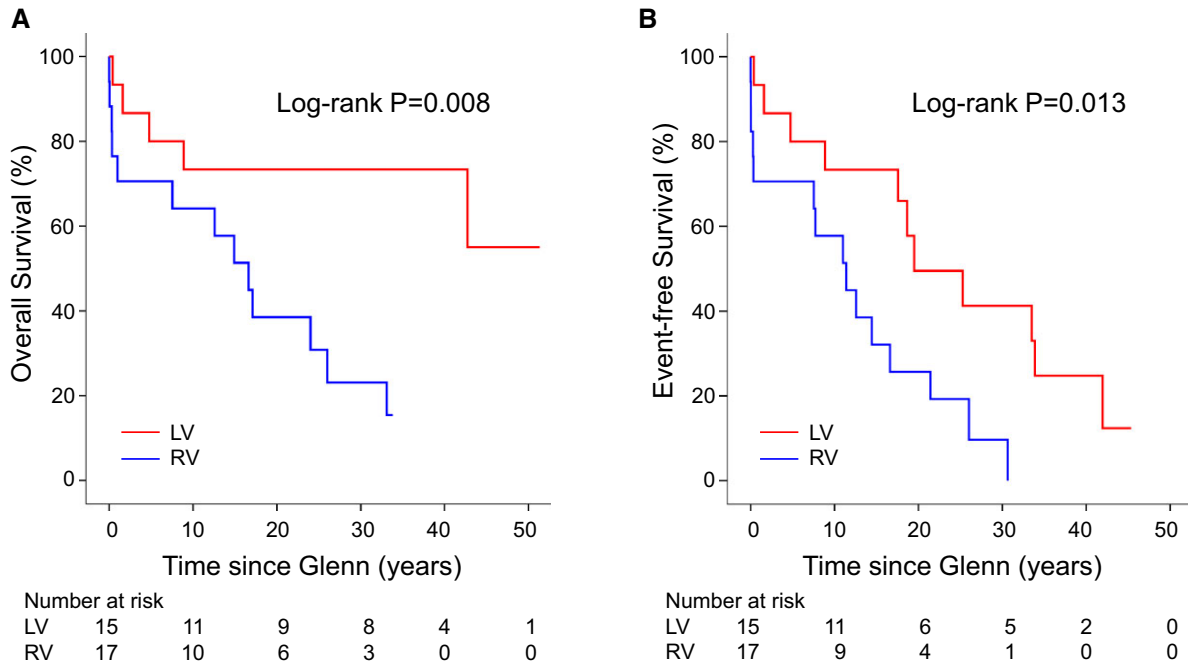 A
Overall Survival (%)
100
80
60
40
20
0
Log-rank P=0.008
LV
RV
0 10 20 30 40 50
Time since Glenn (years)
Number at risk
LV 15 11 9 8 4 1
RV 17 10 6 3 0 0
B
Event-free Survival (%)
100
80
60
40
20
0
Log-rank P=0.013
LV
RV
0 10 20 30 40 50
Time since Glenn (years)
Number at risk
LV 15 11 6 5 2 0
RV 17 9 4 1 0 0